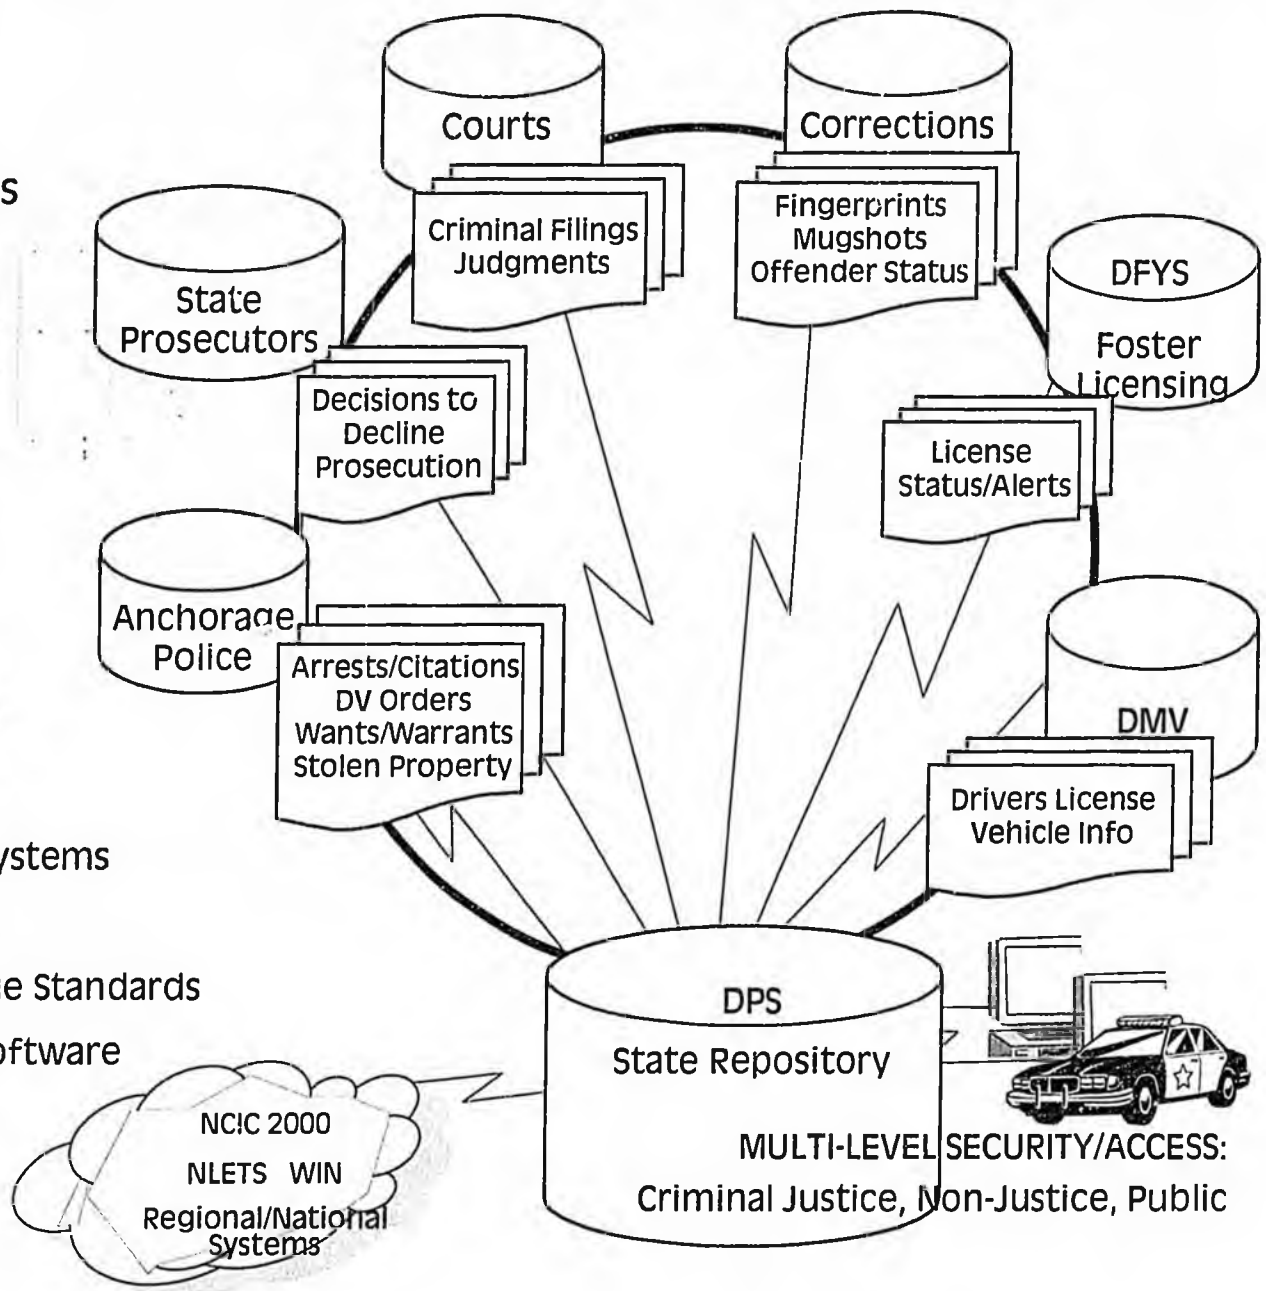 Courts
Criminal Filings
Judgments
Corrections
Fingerprints
Mugshots
Offender Status
s
State
Prosecutors
Decisions to
Decline
Prosecution
DFYS
Foster
Licensing
License
Status/Alerts
Anchorage
Police
Arrests/Citations
DV Orders
Wants/Warrants
Stolen Property
DMV
Drivers License
Vehicle Info
ystems
e Standards
oftware
DPS
State Repository
MULTI-LEVEL SECURITY/ACCESS:
Criminal Justice, Non-Justice, Public
NCIC 2000
NLETS WIN
Regional/National
Systems